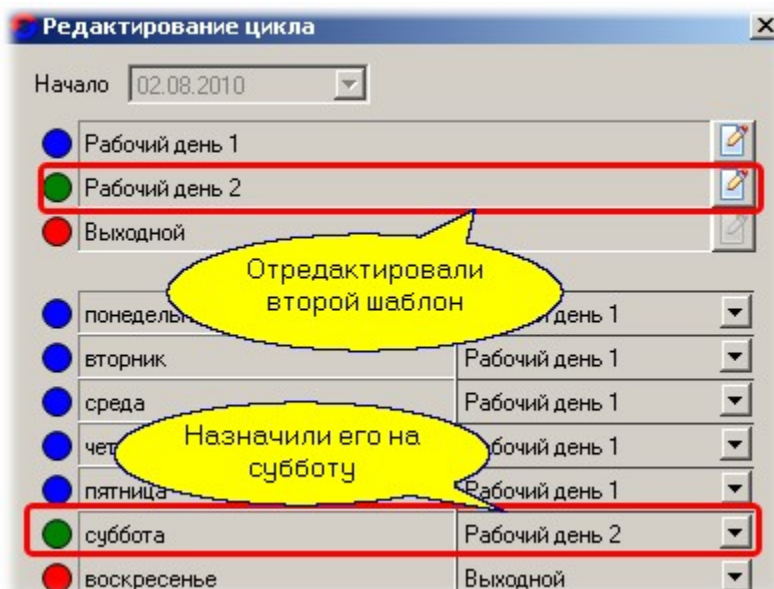 Редактирование цикла
Начало 02.08.2010
Рабочий день 1
Рабочий день 2
Выходной
Отредактировали
второй шаблон
день 1
вторник Рабочий день 1
среда Рабочий день 1
Назначили его на
субботу
день 1
пятница Рабочий день 1
суббота Рабочий день 2
воскресенье Выходной